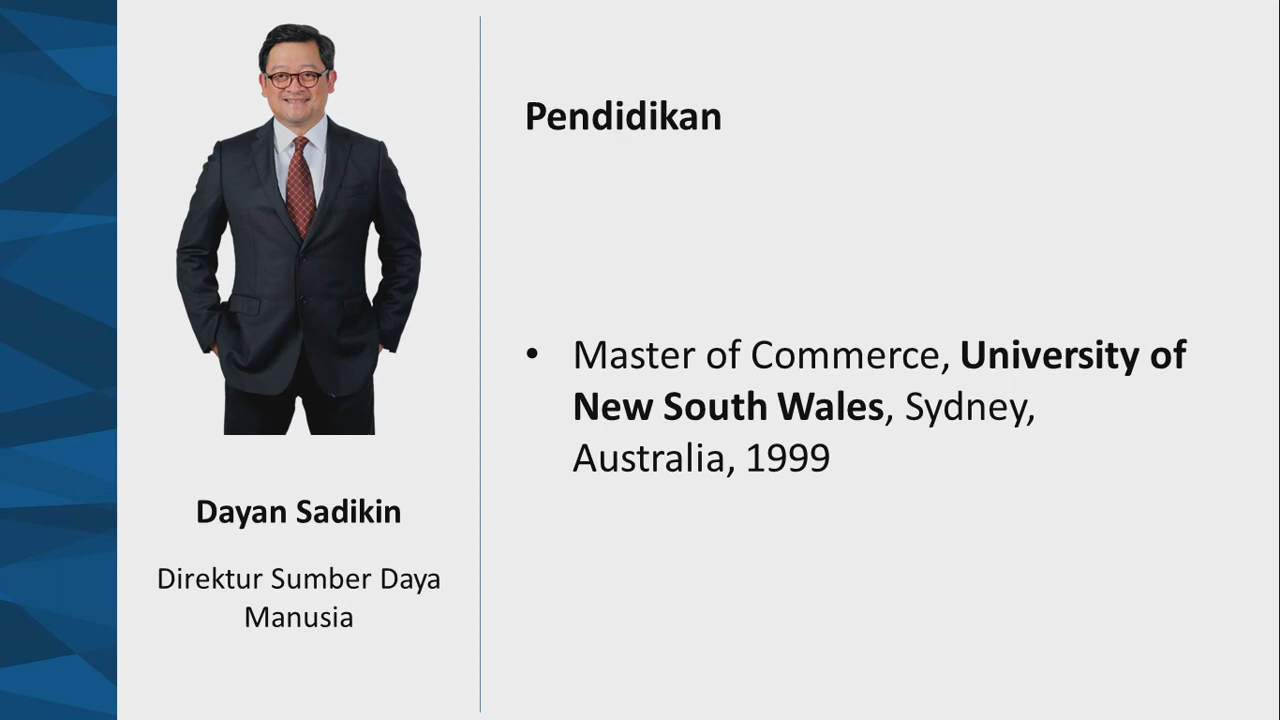 Dayan Sadikin
Direktur Sumber Daya
Manusia
Pendidikan
• Master of Commerce, University of
New South Wales, Sydney,
Australia, 1999